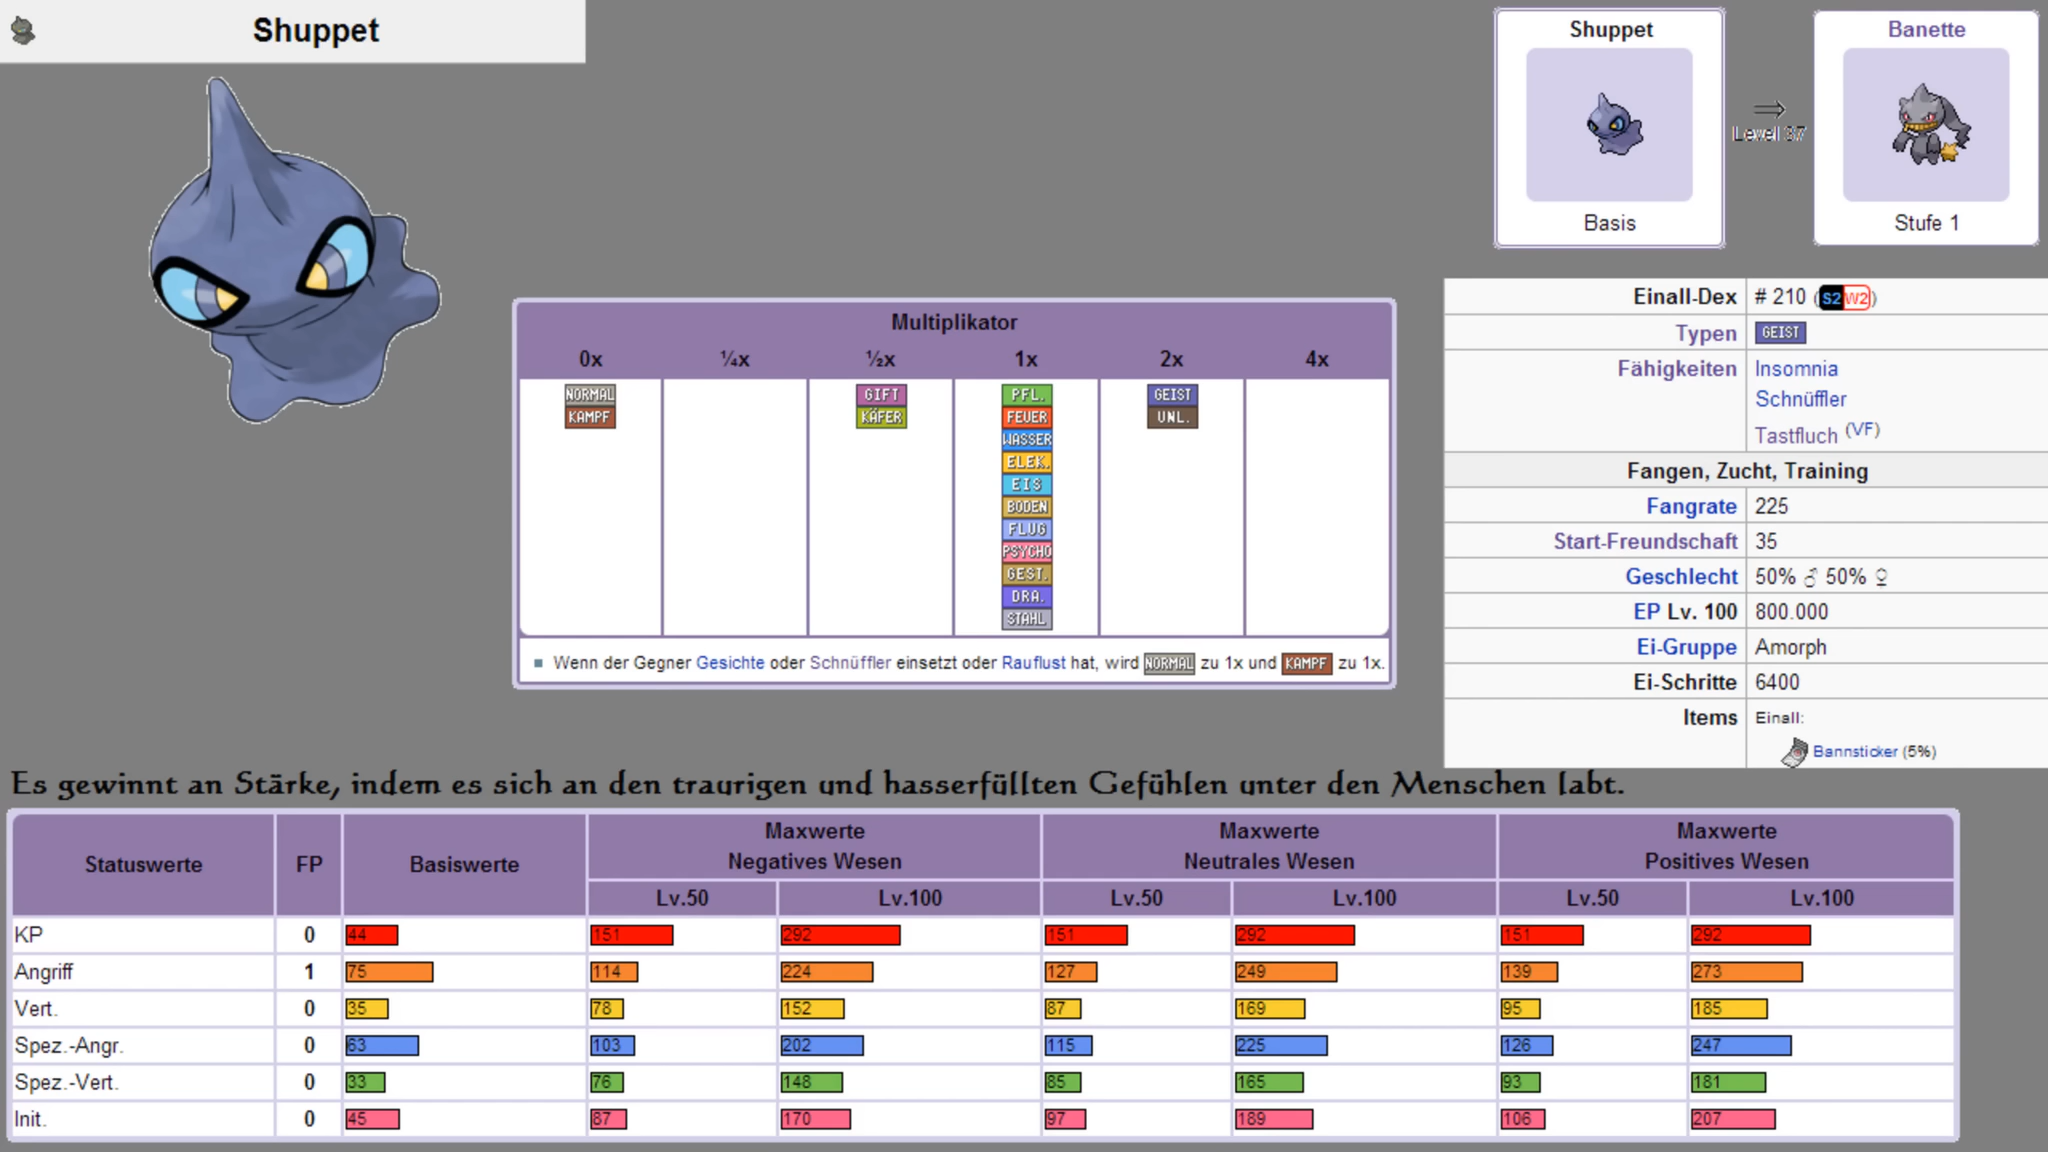 Shuppet
Shuppet
Basis
⇒
Level 37
Banette
Stufe 1
Multiplikator
0x ¼x ½x 1x 2x 4x
NORMAL GIFT PFL. GEIST
KAMPF KÄFER FEUER UNL.
WASSER
ELEK.
EIS
BODEN
FLUG
PSYCHO
GEST.
DRA.
STAHL
Wenn der Gegner Gesichte oder Schnüffler einsetzt oder Rauflust hat, wird NORMAL zu 1x und KAMPF zu 1x.
Einall-Dex # 210 (S2W2)
Typen GEIST
Fähigkeiten Insomnia
Schnüffler
Tastfluch (VF)
Fangen, Zucht, Training
Fangrate 225
Start-Freundschaft 35
Geschlecht 50% ♂ 50% ♀
EP Lv. 100 800.000
Ei-Gruppe Amorph
Ei-Schritte 6400
Items Einall:
Bannsticker (5%)
Es gewinnt an Stärke, indem es sich an den traurigen und hasserfüllten Gefühlen unter den Menschen labt.
Statuswerte FP Basiswerte Maxwerte Negatives Wesen Maxwerte Neutrales Wesen Maxwerte Positives Wesen
Lv.50 Lv.100 Lv.50 Lv.100 Lv.50 Lv.100
KP 0 44 151 292 151 292 151 292
Angriff 1 75 114 224 127 249 139 273
Vert. 0 35 78 152 87 169 95 185
Spez.-Angr. 0 63 103 202 115 225 126 247
Spez.-Vert. 0 33 76 148 85 165 93 181
Init. 0 45 87 170 97 189 106 207